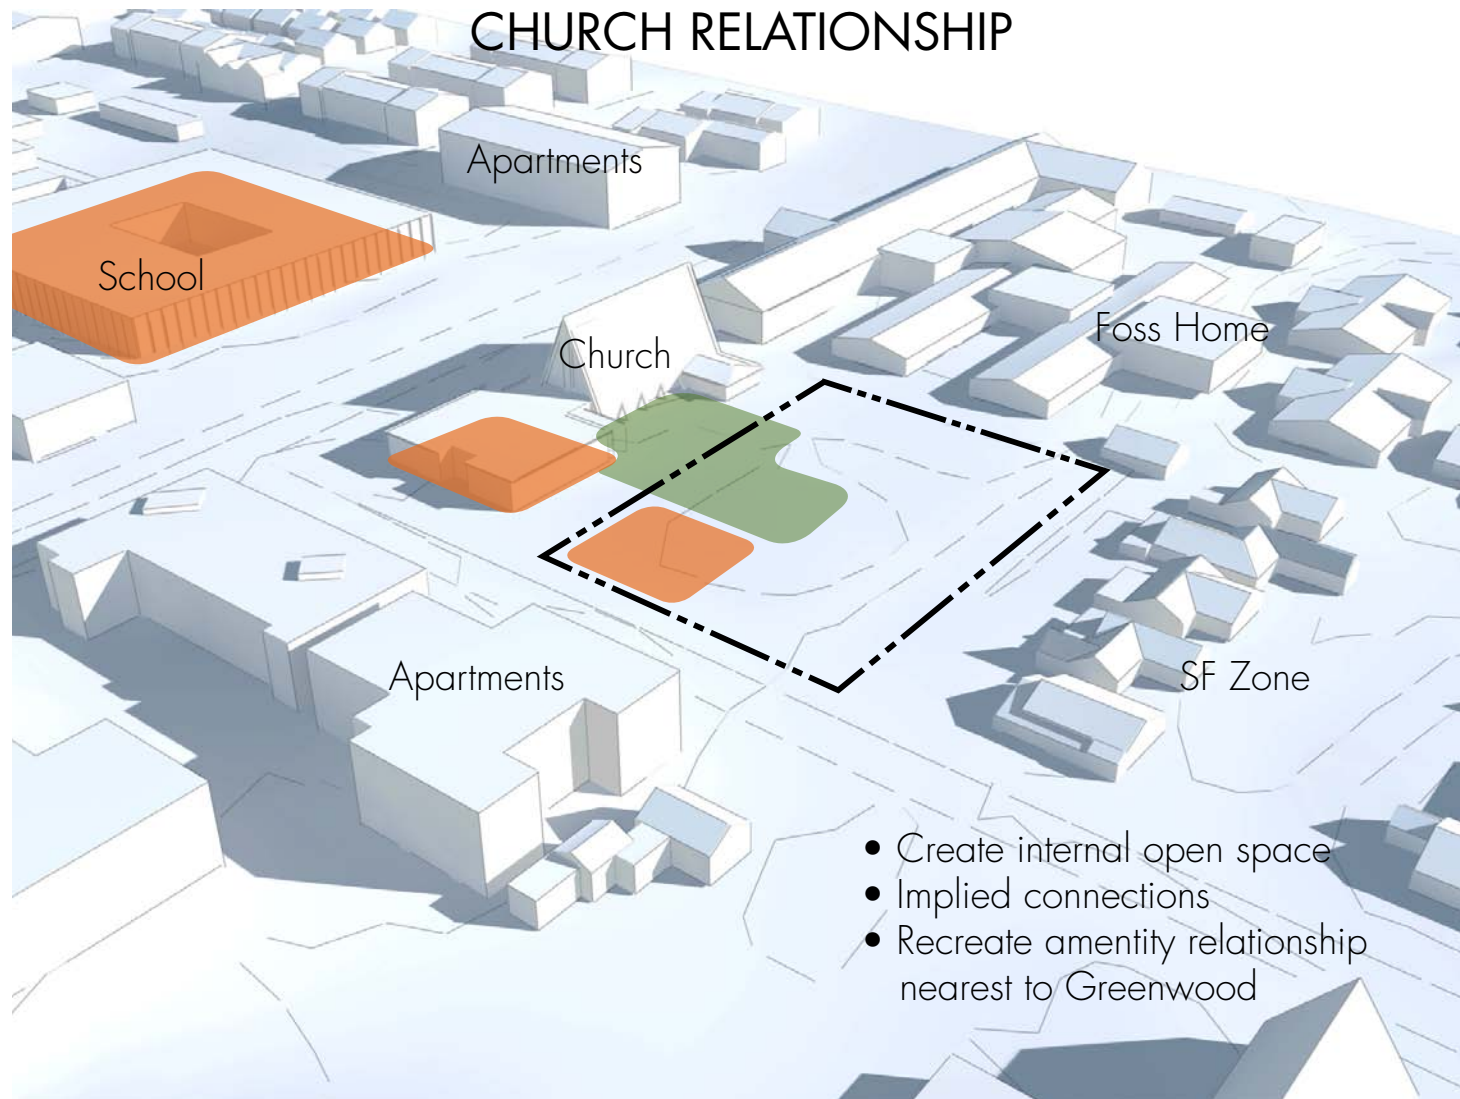 CHURCH RELATIONSHIP
Apartments
School
Foss Home
Church
Apartments
SF Zone
• Create internal open space
• Implied connections
• Recreate amentity relationship
nearest to Greenwood